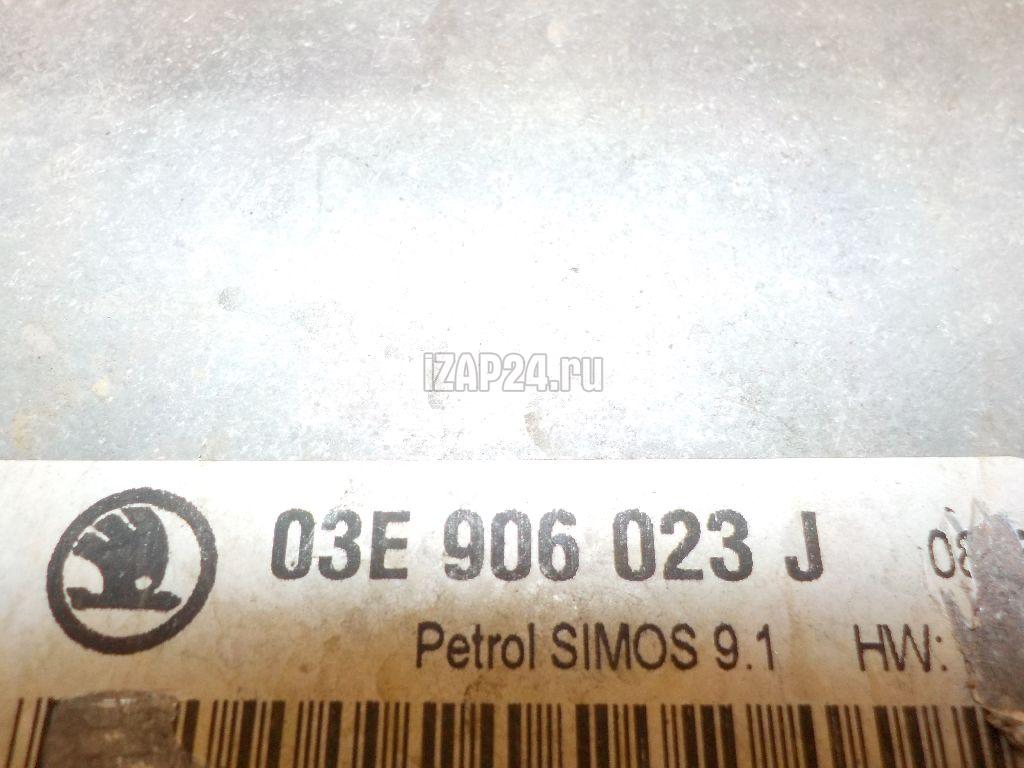 IZAP24.ru
03E 906 023 J
Petrol SIMOS 9.1 HW: